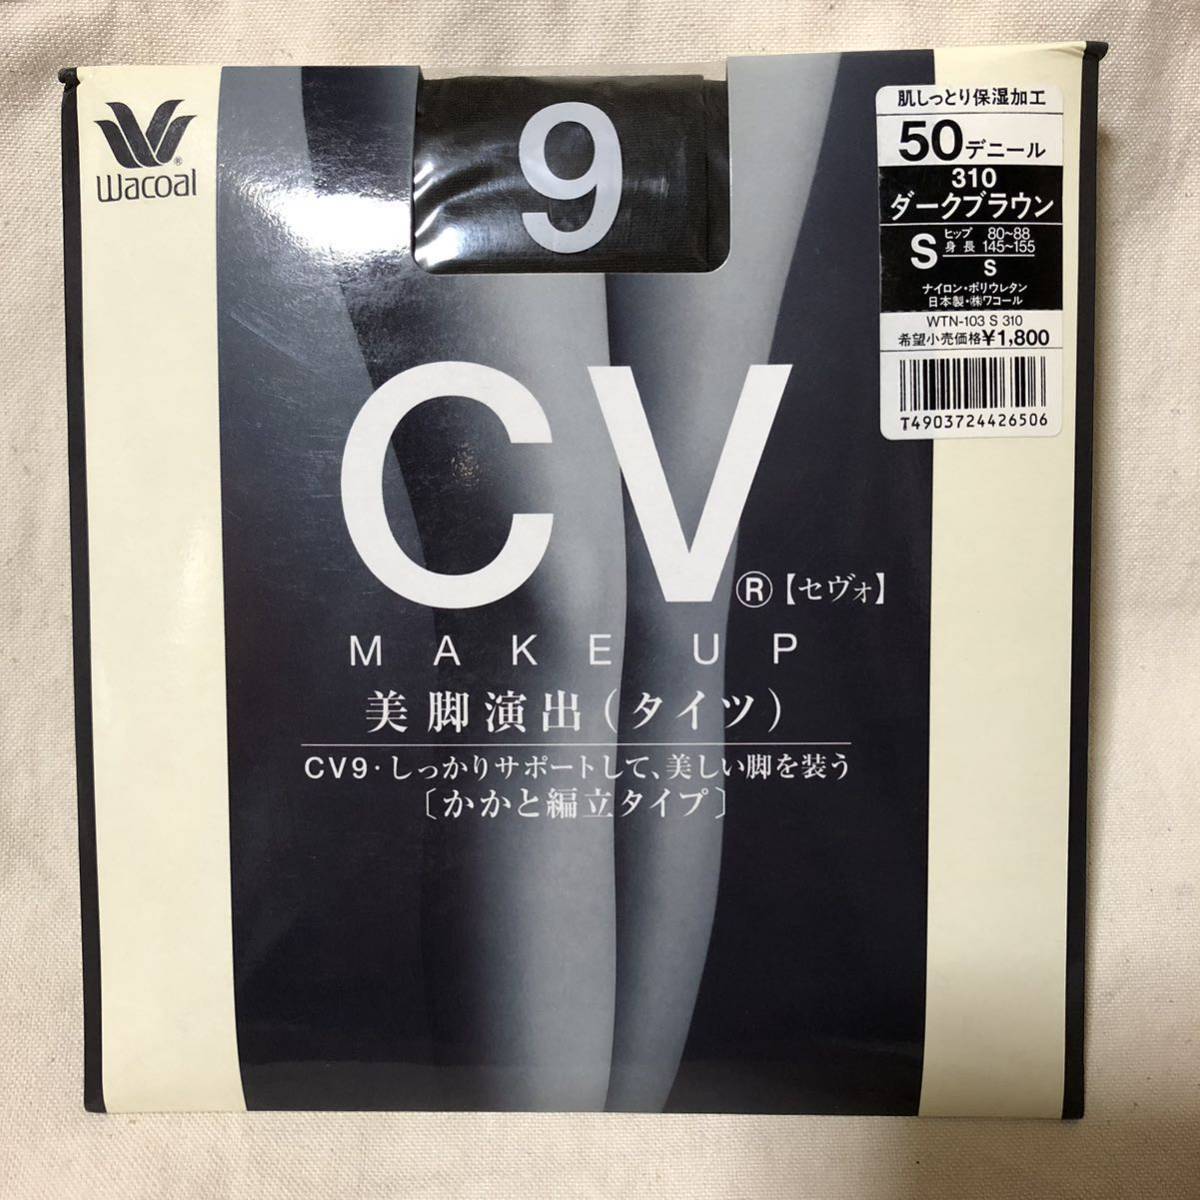 Wacoal
9
肌しっとり保湿加工
50デニール
310
ダークブラウン
S ヒップ 80~88
身長 145~155
S
ナイロン・ポリウレタン
日本製・㈱ワコール
WTN-103 S 310
希望小売価格¥1,800
T4903724426506
CV®【セヴォ】
MAKE UP
美脚演出(タイツ)
CV9・しっかりサポートして、美しい脚を装う
〔かかと編立タイプ〕